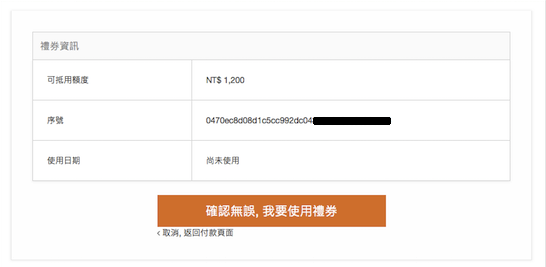 禮券資訊
可抵用額度 NT$ 1,200
序號 0470ec8d08d1c5cc992dc04
使用日期 尚未使用
確認無誤, 我要使用禮券
‹ 取消, 返回付款頁面